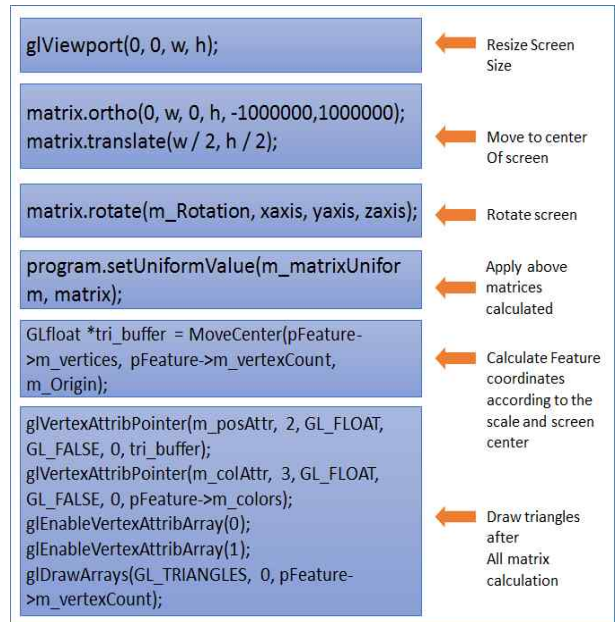 glViewport(0, 0, w, h);
Resize Screen
Size
matrix.ortho(0, w, 0, h, -1000000,1000000);
matrix.translate(w / 2, h / 2);
Move to center
Of screen
matrix.rotate(m_Rotation, xaxis, yaxis, zaxis);
Rotate screen
program.setUniformValue(m_matrixUnifor
m, matrix);
Apply above
matrices
calculated
GLfloat *tri_buffer = MoveCenter(pFeature-
>m_vertices, pFeature->m_vertexCount,
m_Origin);
Calculate Feature
coordinates
according to the
scale and screen
center
glVertexAttribPointer(m_posAttr, 2, GL_FLOAT,
GL_FALSE, 0, tri_buffer);
glVertexAttribPointer(m_colAttr, 3, GL_FLOAT,
GL_FALSE, 0, pFeature->m_colors);
glEnableVertexAttribArray(0);
glEnableVertexAttribArray(1);
glDrawArrays(GL_TRIANGLES, 0, pFeature-
>m_vertexCount);
Draw triangles
after
All matrix
calculation